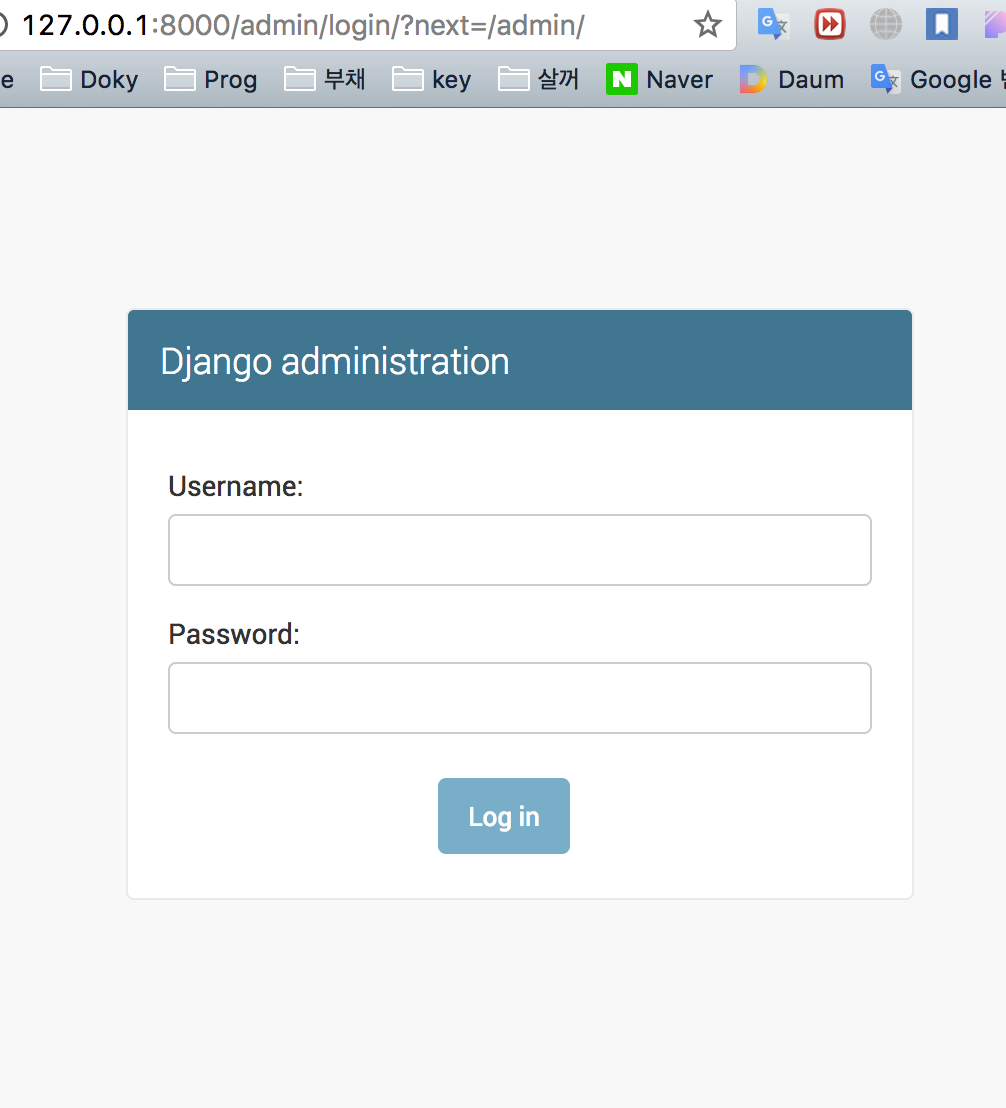 127.0.0.1:8000/admin/login/?next=/admin/
e Doky Prog 부채 key 살꺼 N Naver Daum G Google
Django administration
Username:
Password:
Log in